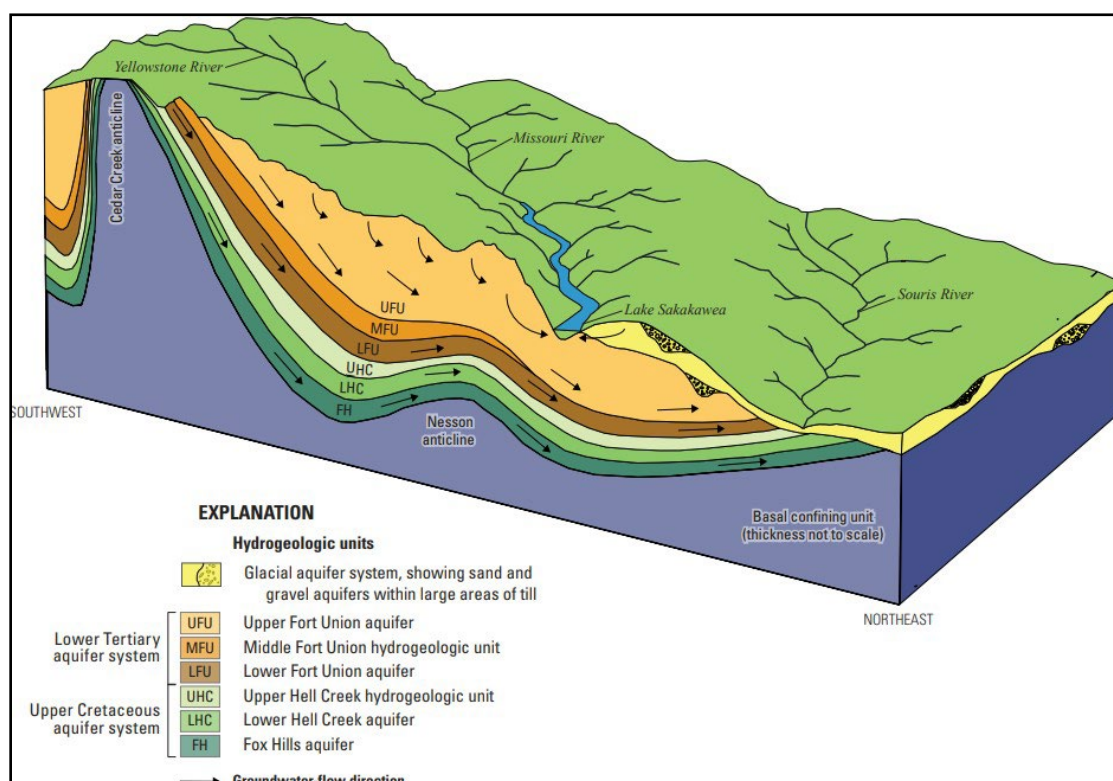 Yellowstone River
Missouri River
Cedar Creek anticline
Souris River
Lake Sakakawea
UFU
MFU
LFU
UHC
LHC
FH
SOUTHWEST
Nesson
anticline
Basal confining unit
(thickness not to scale)
NORTHEAST
EXPLANATION
Hydrogeologic units
Glacial aquifer system, showing sand and
gravel aquifers within large areas of till
Lower Tertiary
aquifer system
UFU Upper Fort Union aquifer
MFU Middle Fort Union hydrogeologic unit
LFU Lower Fort Union aquifer
Upper Cretaceous
aquifer system
UHC Upper Hell Creek hydrogeologic unit
LHC Lower Hell Creek aquifer
FH Fox Hills aquifer
Groundwater flow direction